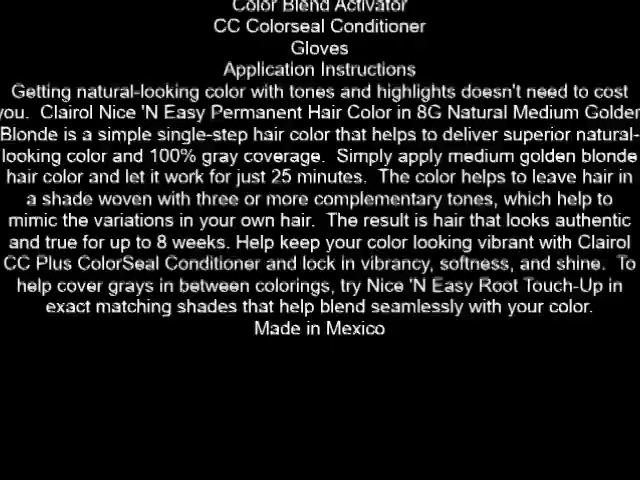 Color Blend Activator
CC Colorseal Conditioner
Gloves
Application Instructions
Getting natural-looking color with tones and highlights doesn't need to cost
you.  Clairol Nice 'N Easy Permanent Hair Color in 8G Natural Medium Golden
Blonde is a simple single-step hair color that helps to deliver superior natural-
looking color and 100% gray coverage.  Simply apply medium golden blonde
hair color and let it work for just 25 minutes.  The color helps to leave hair in
a shade woven with three or more complementary tones, which help to
mimic the variations in your own hair.  The result is hair that looks authentic
and true for up to 8 weeks. Help keep your color looking vibrant with Clairol
CC Plus ColorSeal Conditioner and lock in vibrancy, softness, and shine.  To
help cover grays in between colorings, try Nice 'N Easy Root Touch-Up in
exact matching shades that help blend seamlessly with your color.
Made in Mexico